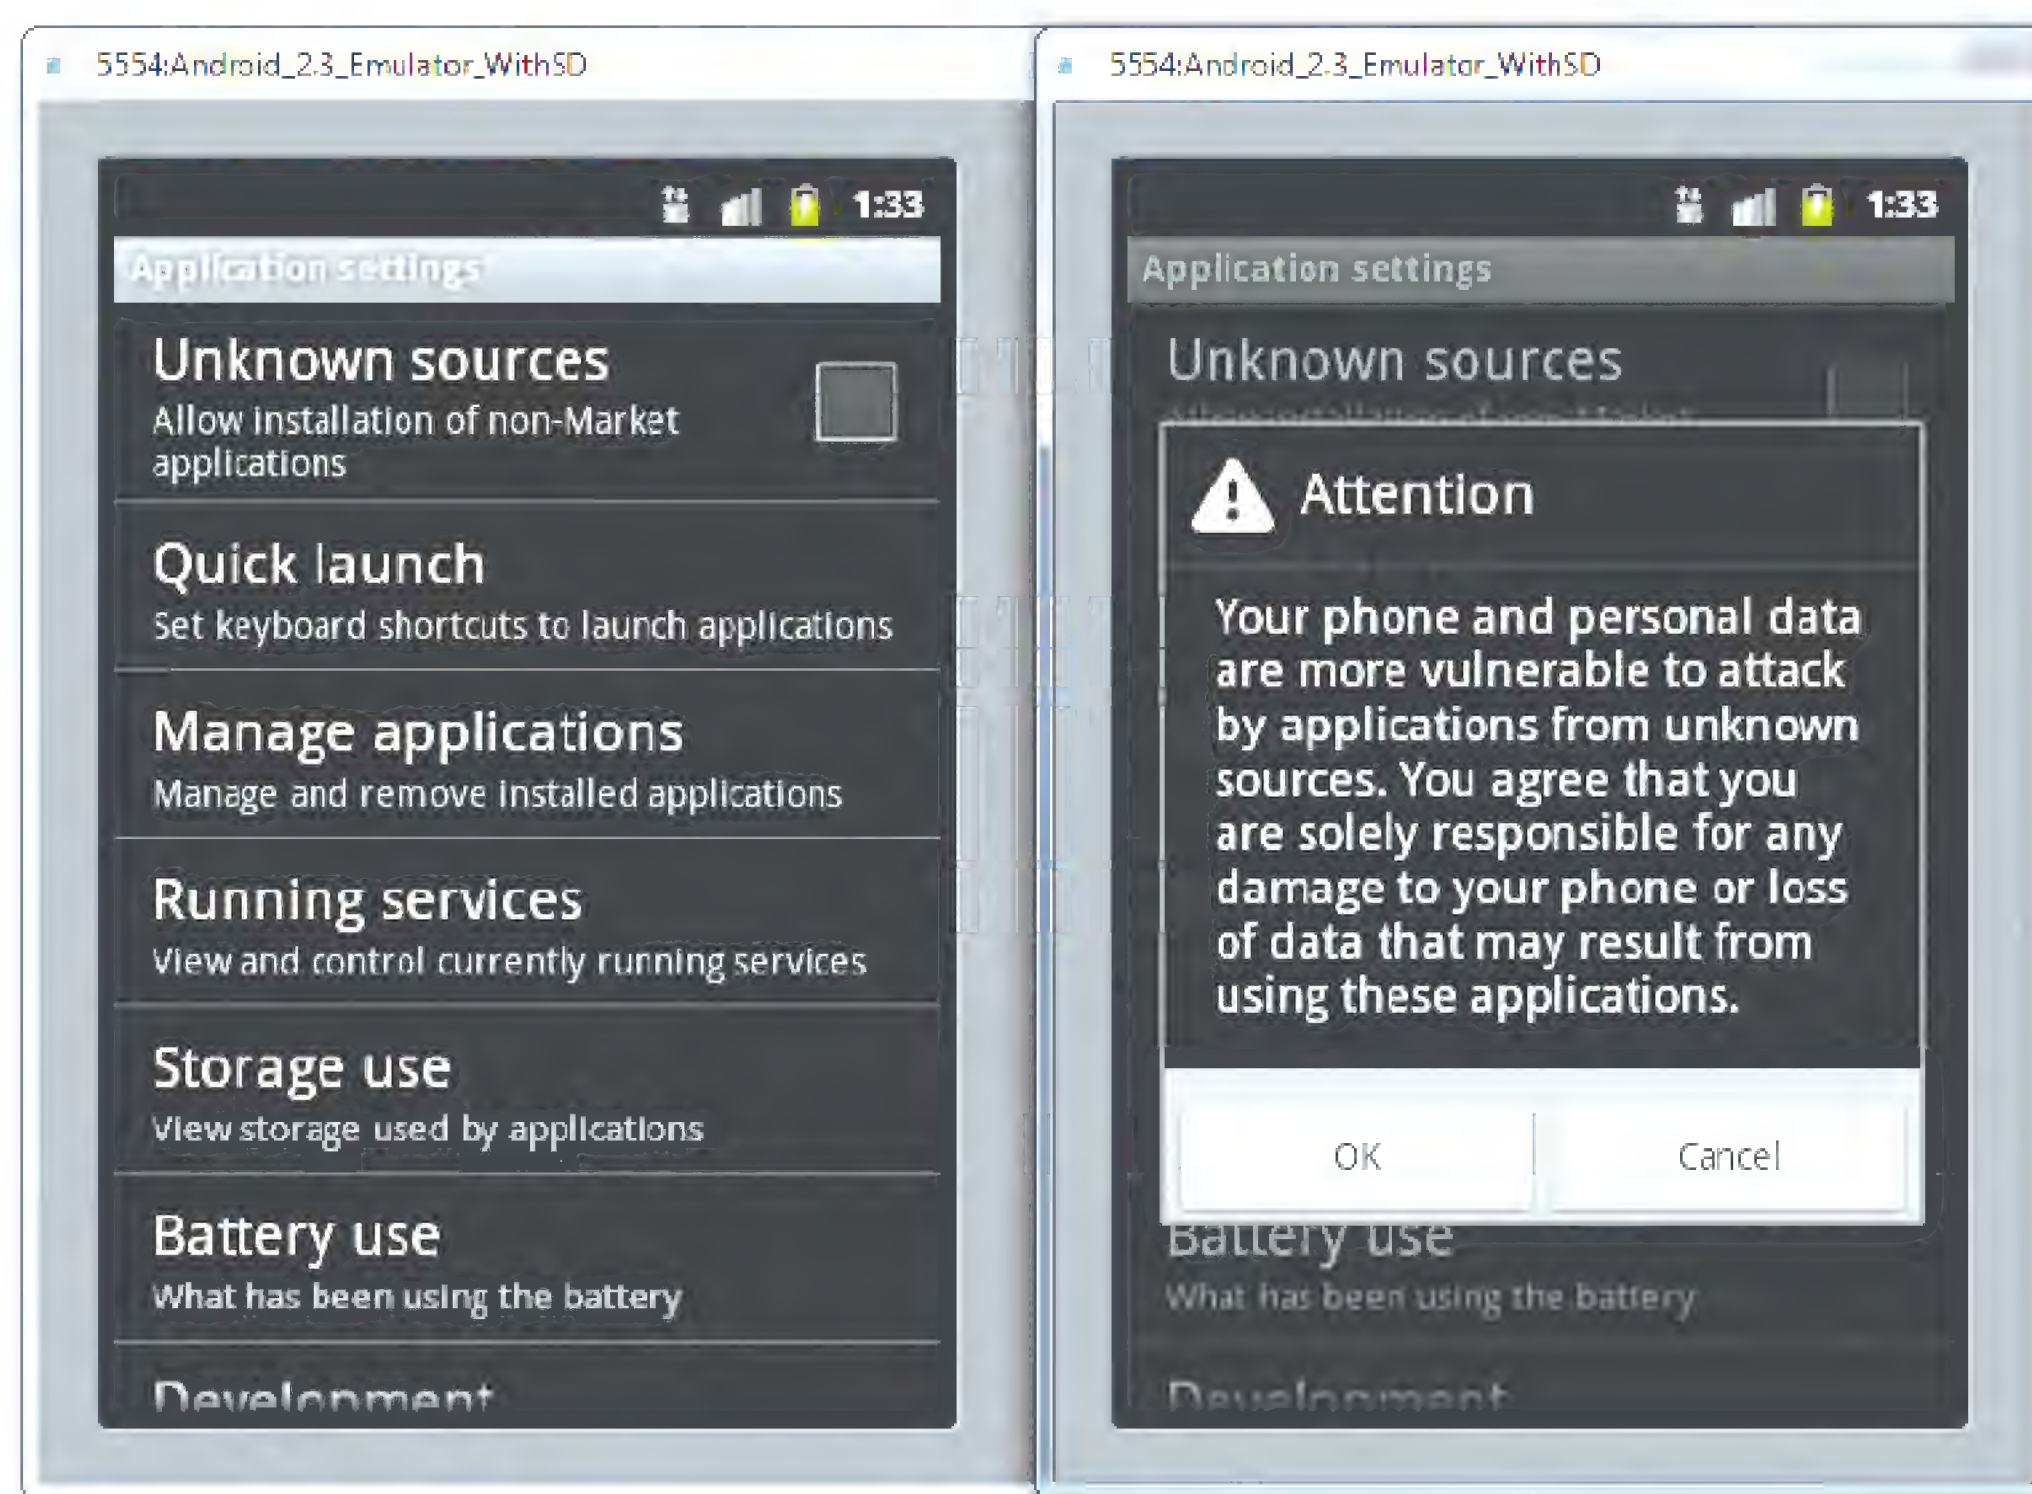 5554:Android_2.3_Emulator_WithSD
1:33
Application settings
Unknown sources
Allow installation of non-Market
applications
Quick launch
Set keyboard shortcuts to launch applications
Manage applications
Manage and remove installed applications
Running services
View and control currently running services
Storage use
View storage used by applications
Battery use
What has been using the battery
Development
5554:Android_2.3_Emulator_WithSD
1:33
Application settings
Unknown sources
Allow installation of non-Market
Attention
Your phone and personal data
are more vulnerable to attack
by applications from unknown
sources. You agree that you
are solely responsible for any
damage to your phone or loss
of data that may result from
using these applications.
OK
Cancel
Battery use
What has been using the battery
Development